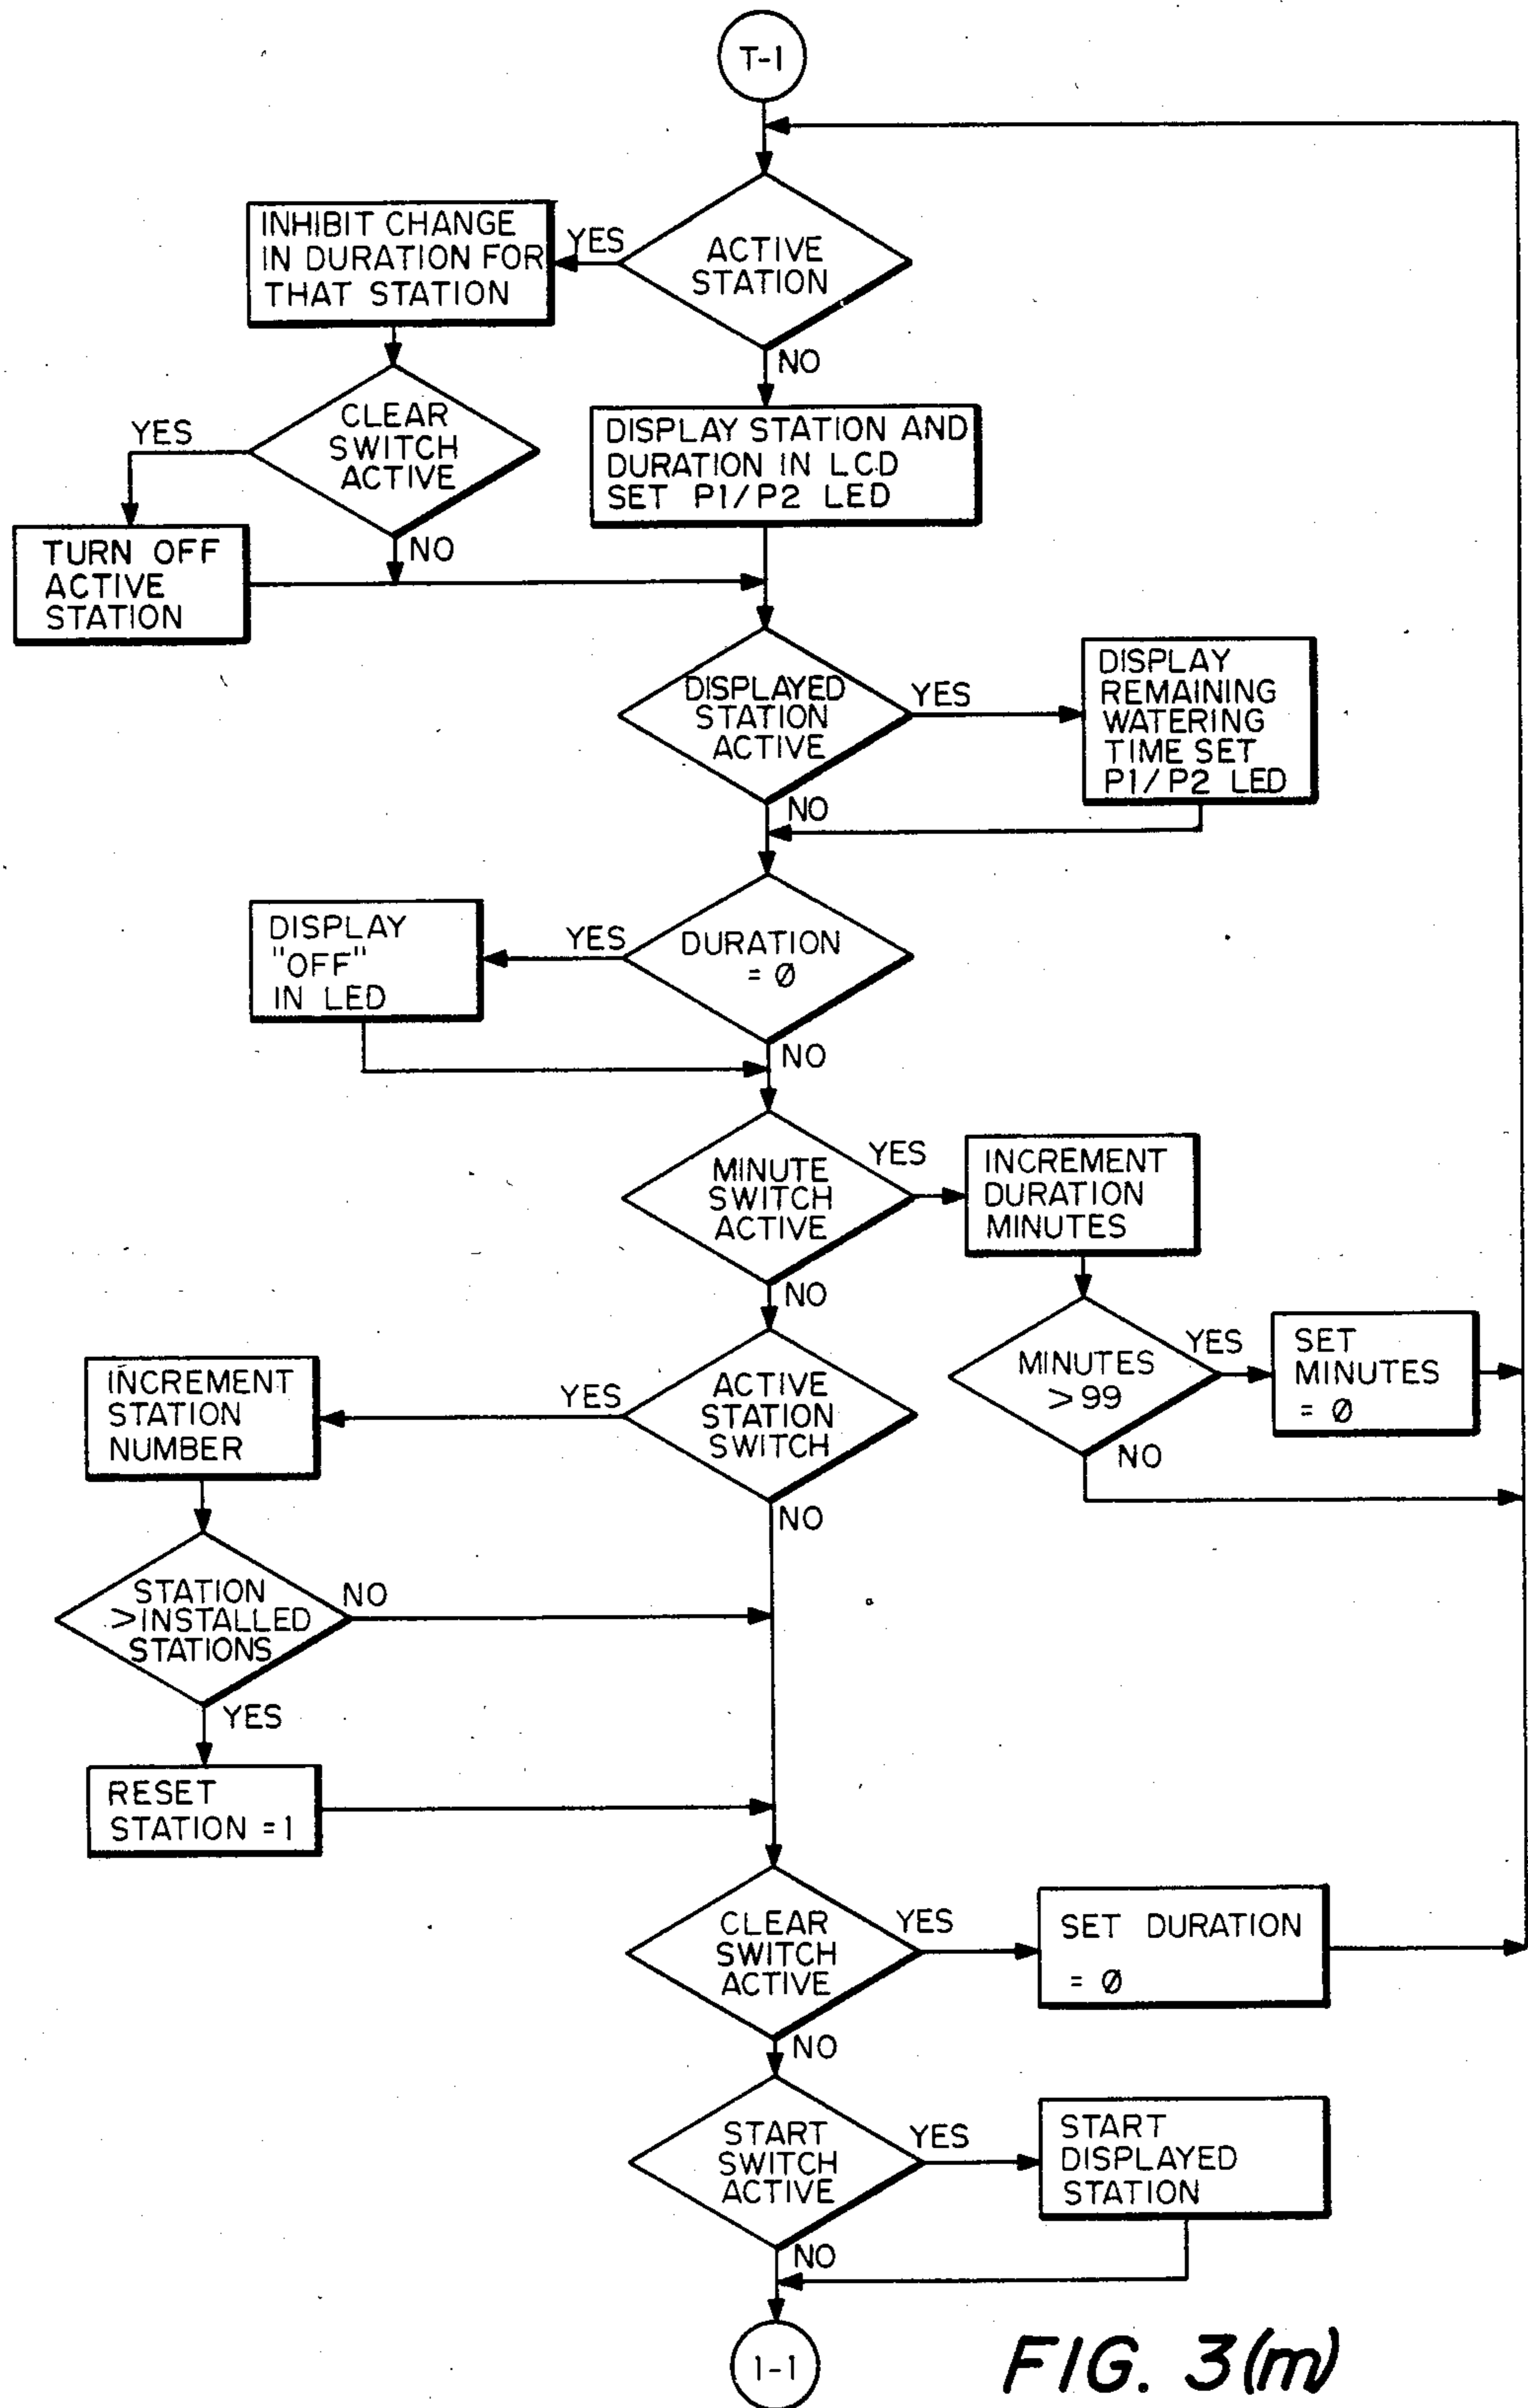 T-1
ACTIVE
STATION
YES
NO
INHIBIT CHANGE
IN DURATION FOR
THAT STATION
CLEAR
SWITCH
ACTIVE
YES
NO
TURN OFF
ACTIVE
STATION
DISPLAY STATION AND
DURATION IN L.C.D
SET P1/P2 LED
DISPLAYED
STATION
ACTIVE
YES
NO
DISPLAY
REMAINING
WATERING
TIME SET
P1/P2 LED
DURATION
= Ø
YES
NO
DISPLAY
"OFF"
IN LED
MINUTE
SWITCH
ACTIVE
YES
NO
INCREMENT
DURATION
MINUTES
MINUTES
>99
YES
NO
SET
MINUTES
= Ø
ACTIVE
STATION
SWITCH
YES
NO
INCREMENT
STATION
NUMBER
STATION
>INSTALLED
STATIONS
NO
YES
RESET
STATION =1
CLEAR
SWITCH
ACTIVE
YES
NO
SET DURATION
= Ø
START
SWITCH
ACTIVE
YES
NO
START
DISPLAYED
STATION
1-1
FIG. 3(m)